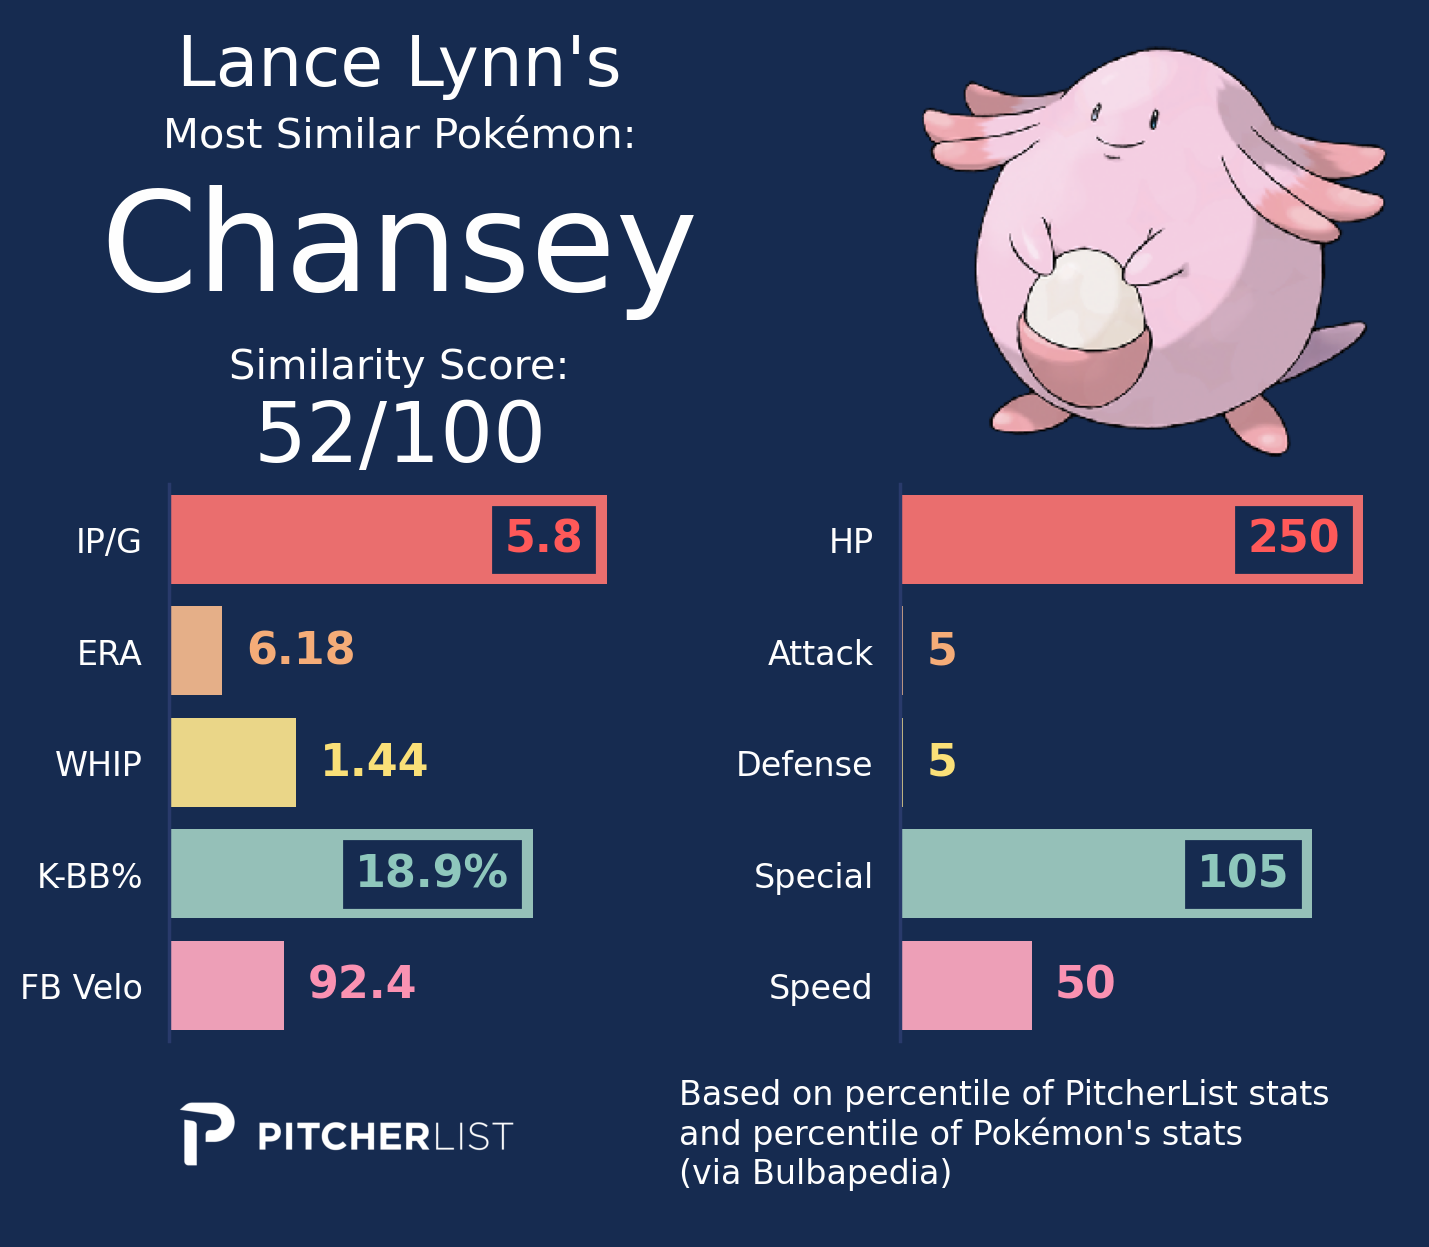 Lance Lynn's
Most Similar Pokémon:
Chansey
Similarity Score:
52/100
IP/G 5.8
ERA 6.18
WHIP 1.44
K-BB% 18.9%
FB Velo 92.4
HP 250
Attack 5
Defense 5
Special 105
Speed 50
PITCHERLIST
Based on percentile of PitcherList stats
and percentile of Pokémon's stats
(via Bulbapedia)